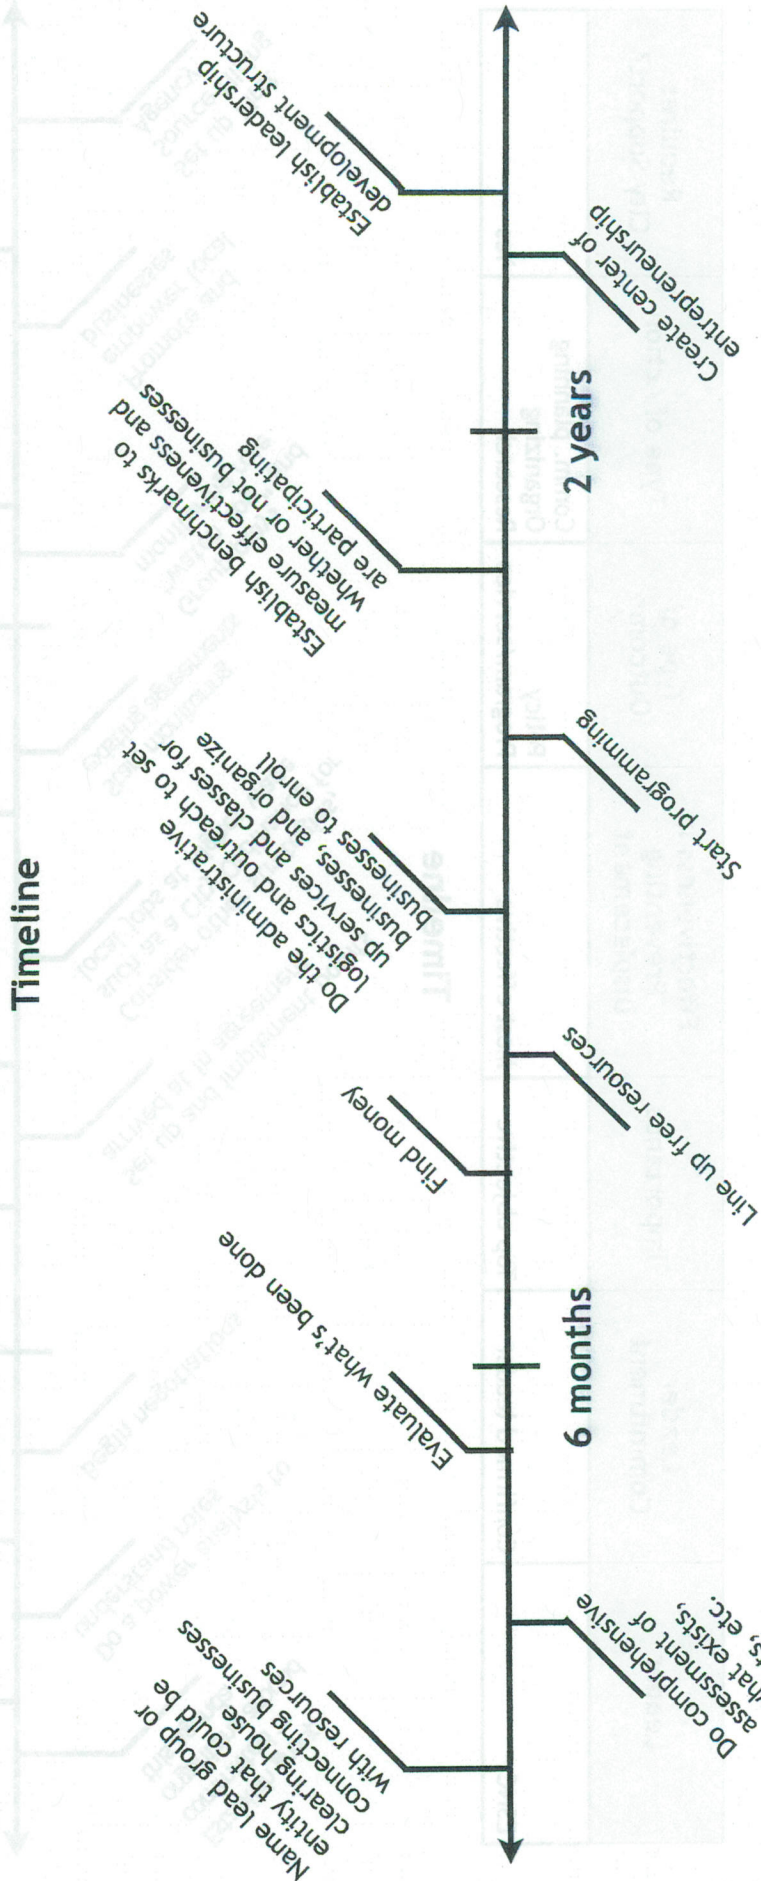 Timeline
Name lead group or
entity that could be
clearing house
connecting businesses
with resources
Do comprehensive
assessment of
what exists,
etc.
Evaluate what's been done
6 months
Find money
Line up free resources
Do the administrative
logistics and outreach to set
up services and classes for
businesses, and organize
businesses to enroll
Start programming
Establish benchmarks to
measure effectiveness and
whether or not businesses
are participating
2 years
Create center of
entrepreneurship
Establish leadership
development structure